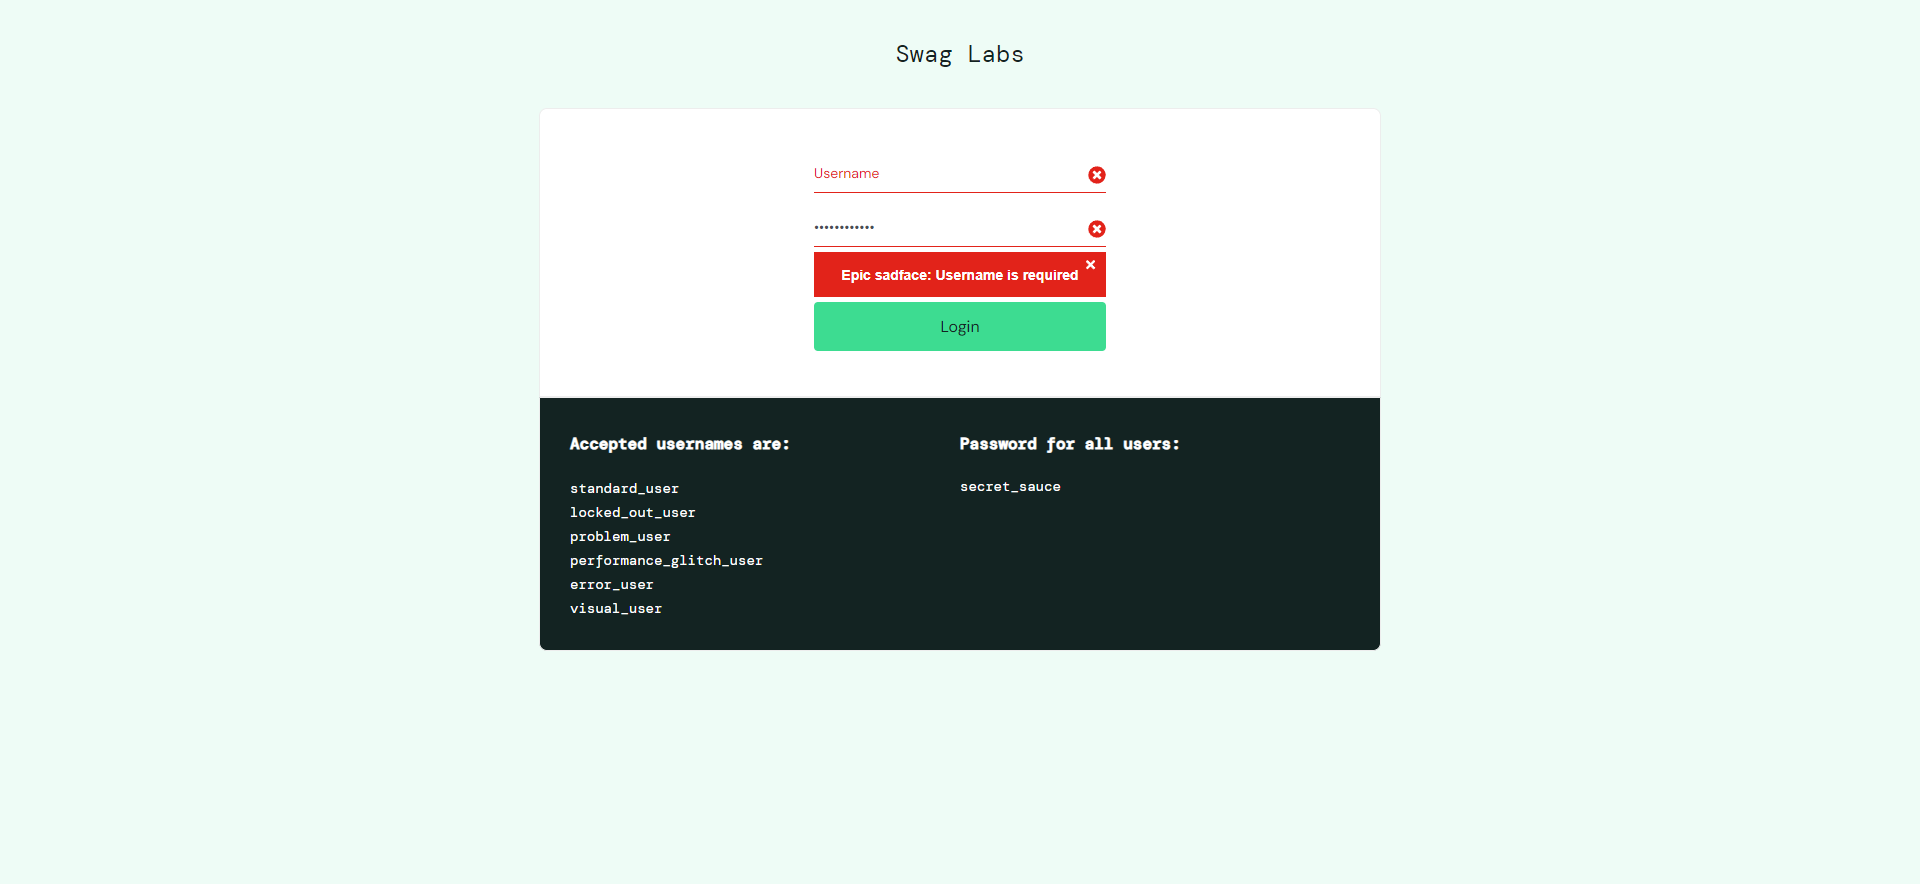 Swag Labs
Username
••••••••••••
Epic sadface: Username is required
Login
Accepted usernames are:
standard_user
locked_out_user
problem_user
performance_glitch_user
error_user
visual_user
Password for all users:
secret_sauce